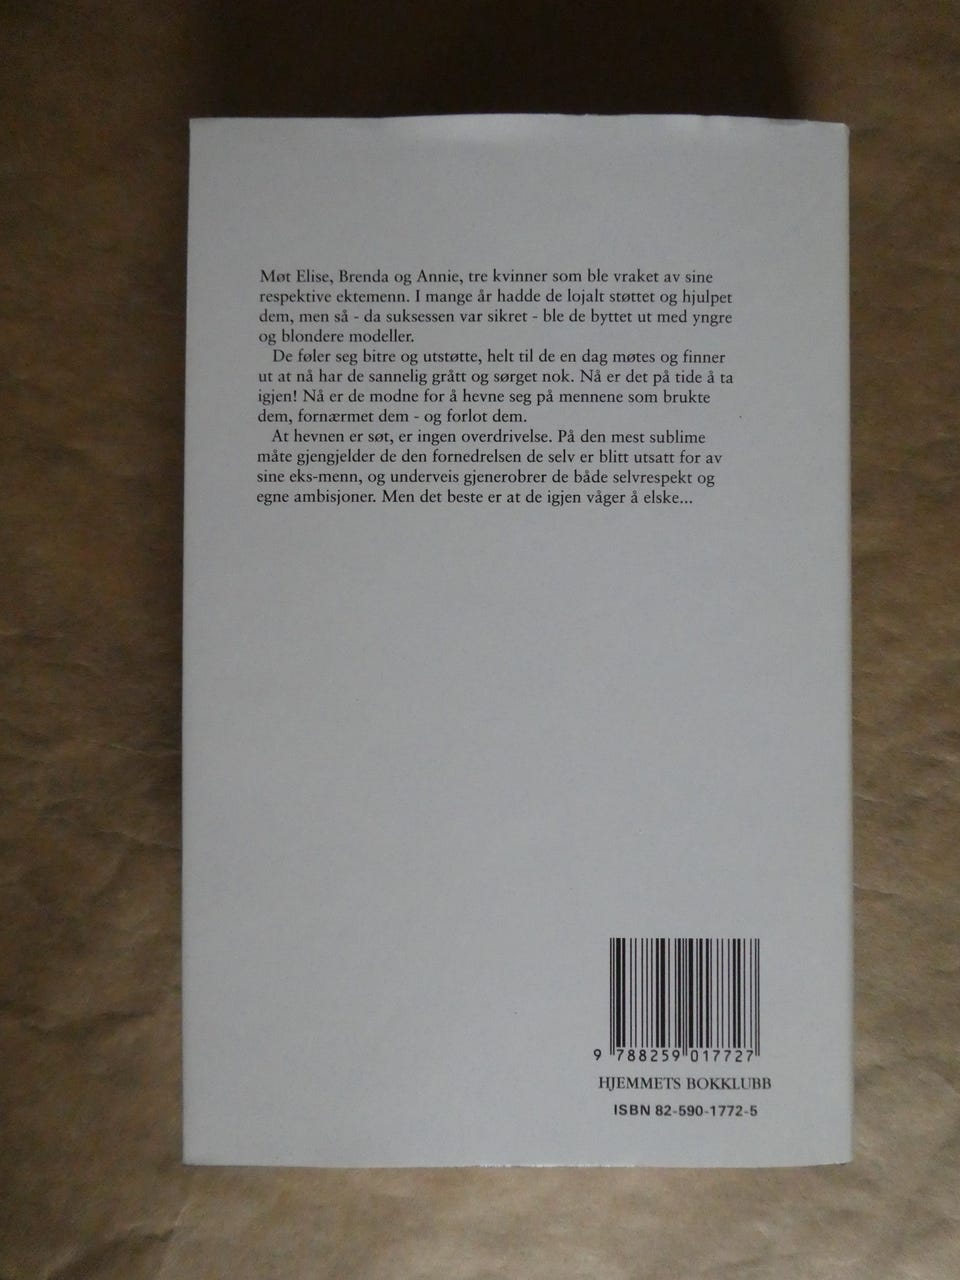 Møt Elise, Brenda og Annie, tre kvinner som ble vraket av sine
respektive ektemenn. I mange år hadde de lojalt støttet og hjulpet
dem, men så - da suksessen var sikret - ble de byttet ut med yngre
og blondere modeller.
De føler seg bitre og utstøtte, helt til de en dag møtes og finner
ut at nå har de sannelig grått og sørget nok. Nå er det på tide å ta
igjen! Nå er de modne for å hevne seg på mennene som brukte
dem, fornærmet dem - og forlot dem.
At hevnen er søt, er ingen overdrivelse. På den mest sublime
måte gjengjelder de den fornedrelsen de selv er blitt utsatt for av
sine eks-menn, og underveis gjenerobrer de både selvrespekt og
egne ambisjoner. Men det beste er at de igjen våger å elske...
9 788259 017727
HJEMMETS BOKKLUBB
ISBN 82-590-1772-5